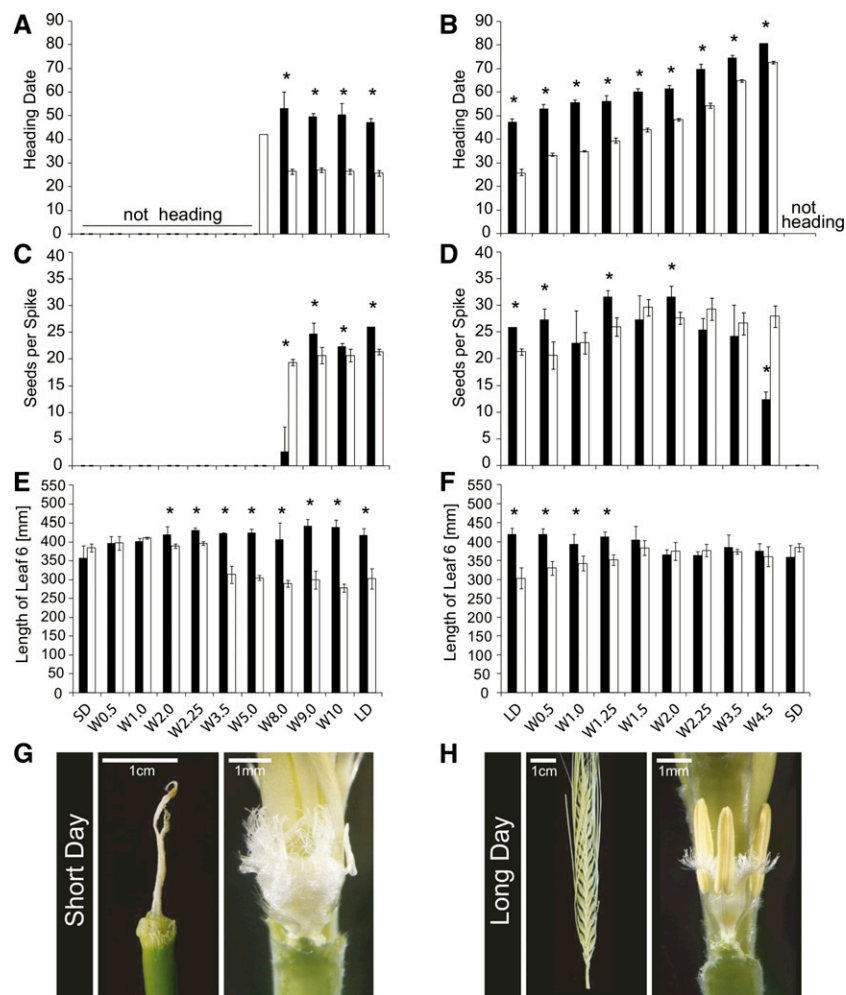 A
Heading Date
90
80
70
60
50
40
30
20
10
0
not heading
* * * *
B
Heading Date
90
80
70
60
50
40
30
20
10
0
* * * * * * * * *
not
heading
C
Seeds per Spike
40
35
30
25
20
15
10
5
0
* * * *
D
Seeds per Spike
40
35
30
25
20
15
10
5
0
* * * * *
E
Length of Leaf 6 [mm]
550
500
450
400
350
300
250
200
150
100
50
0
* * * * * * * *
SD
W0.5
W1.0
W2.0
W2.25
W3.5
W5.0
W8.0
W9.0
W10
LD
F
Length of Leaf 6 [mm]
550
500
450
400
350
300
250
200
150
100
50
0
* * * *
LD
W0.5
W1.0
W1.25
W1.5
W2.0
W2.25
W3.5
W4.5
SD
G
Short Day
1cm
1mm
H
Long Day
1cm
1mm